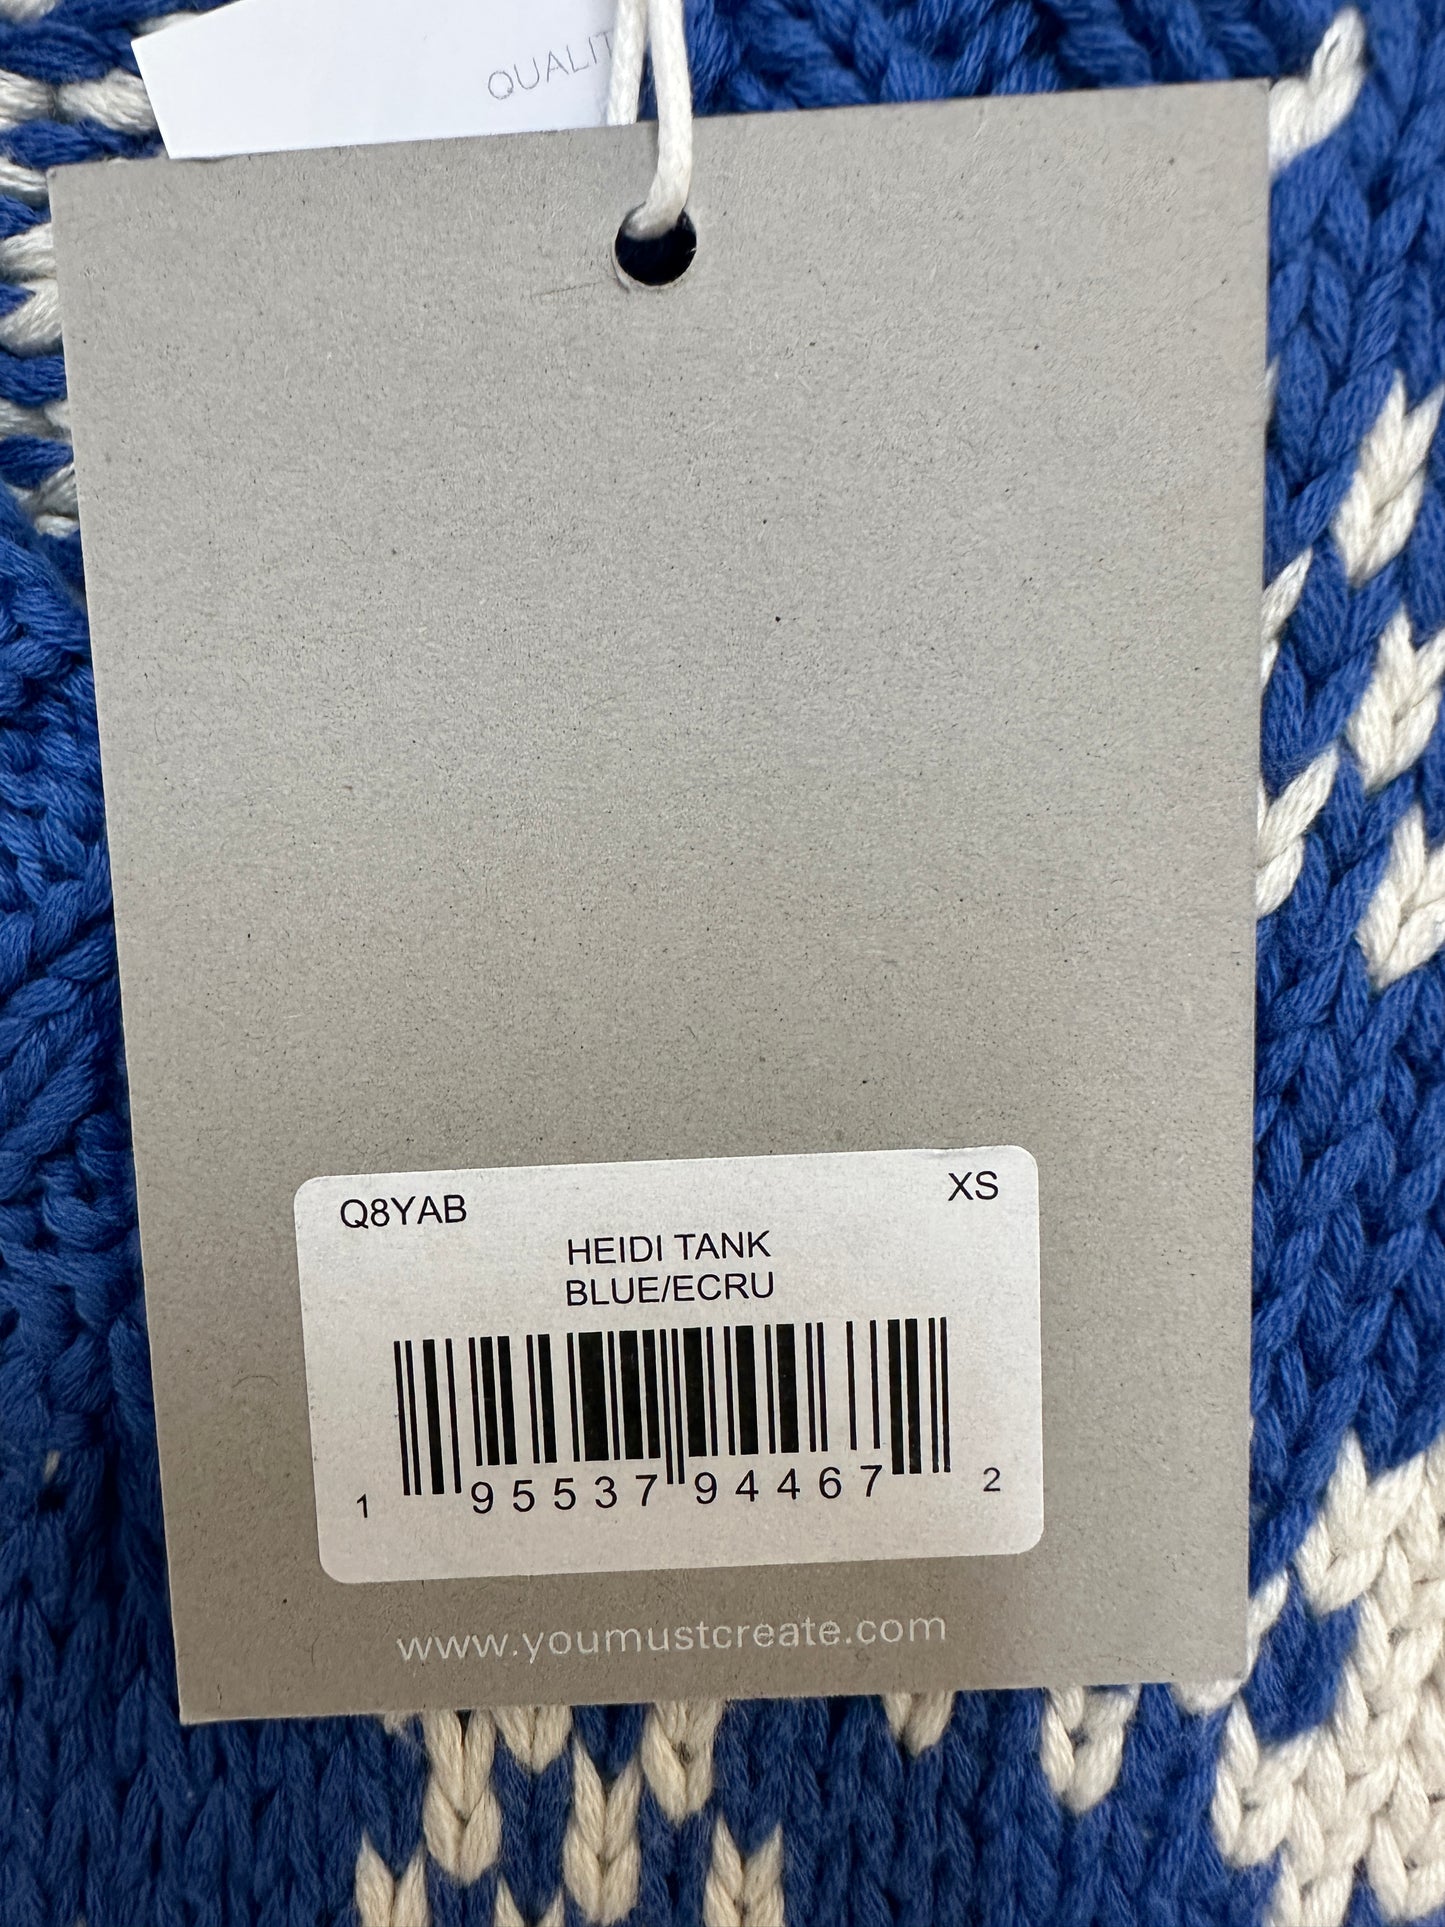 QUALIT
Q8YAB
XS
HEIDI TANK
BLUE/ECRU
1 95537 94467 2
www.youmustcreate.com